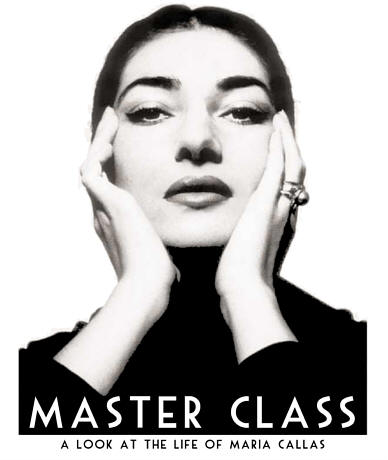 MASTER CLASS
A LOOK AT THE LIFE OF MARIA CALLAS